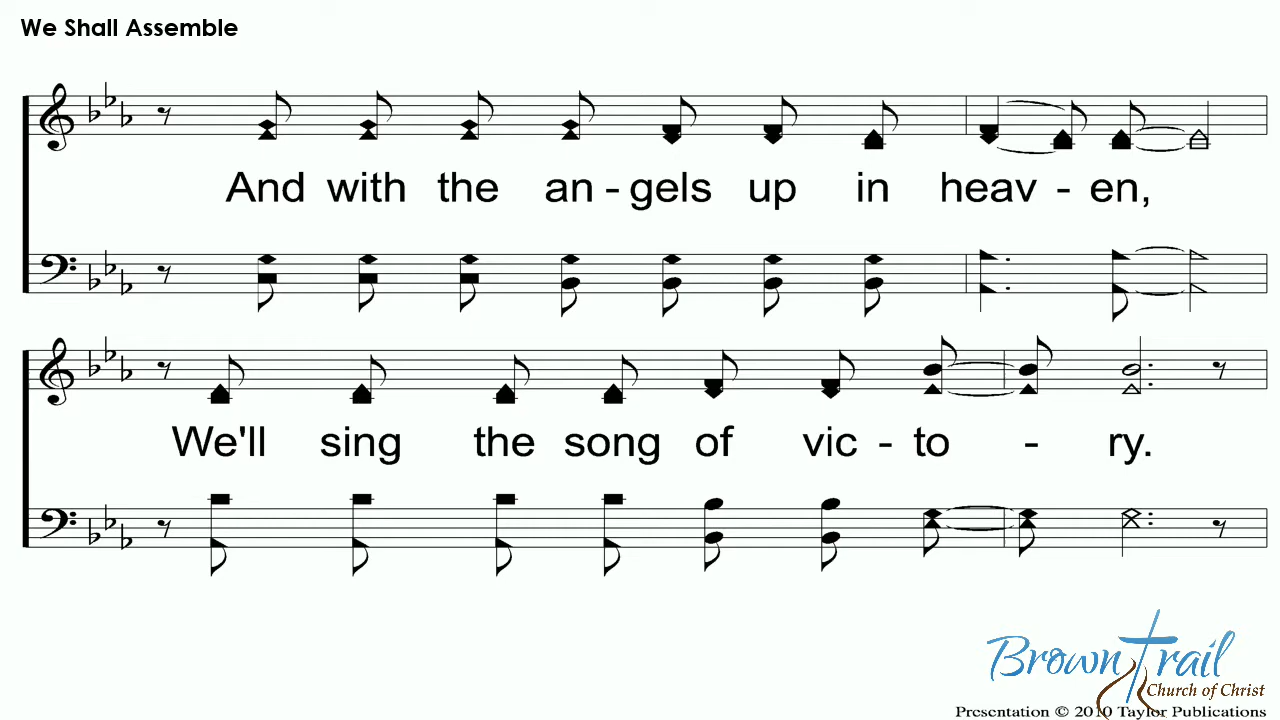 We Shall Assemble
And with the an - gels up in heav - en,
We'll sing the song of vic - to - ry.
Brown Trail
Church of Christ
Presentation © 2010 Taylor Publications